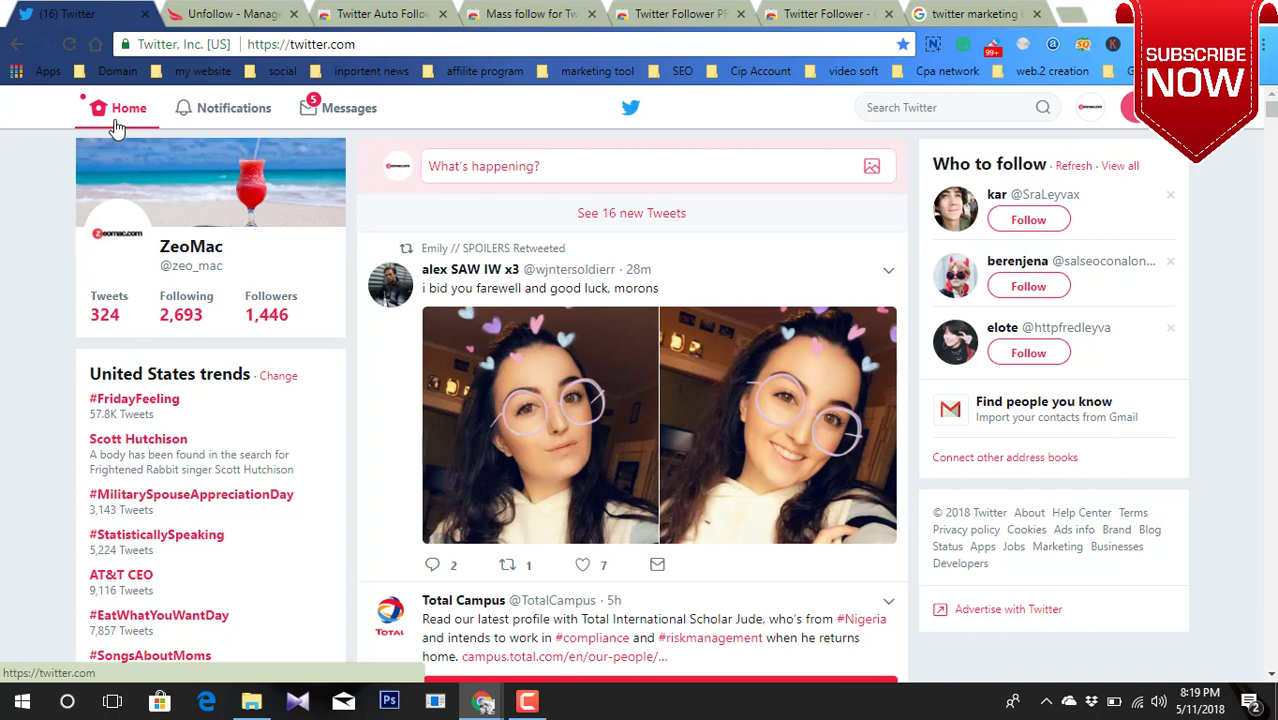 (16) Twitter
Unfollow - Manage
Twitter Auto Follow
Mass follow for Tw
Twitter Follower PR
Twitter Follower -
twitter marketing
Twitter, Inc. [US]
https://twitter.com
99+
K
Apps
Domain
my website
social
inportent news
affilite program
marketing tool
SEO
Cip Account
video soft
Cpa network
web.2 creation
SUBSCRIBE
NOW
Home
Notifications
5
Messages
Search Twitter
zeomac.com
ZeoMac
@zeo_mac
Tweets Following Followers
324 2,693 1,446
United States trends · Change
#FridayFeeling
57.8K Tweets
Scott Hutchison
A body has been found in the search for
Frightened Rabbit singer Scott Hutchison
#MilitarySpouseAppreciationDay
3,143 Tweets
#StatisticallySpeaking
5,224 Tweets
AT&T CEO
9,116 Tweets
#EatWhatYouWantDay
7,857 Tweets
#SongsAboutMoms
https://twitter.com
What's happening?
See 16 new Tweets
Emily // SPOILERS Retweeted
alex SAW IW x3 @wjntersoldierr · 28m
i bid you farewell and good luck, morons
2 1 7
Total Campus @TotalCampus · 5h
TOTAL
Read our latest profile with Total International Scholar Jude, who's from #Nigeria
and intends to work in #compliance and #riskmanagement when he returns
home. campus.total.com/en/our-people/...
Who to follow · Refresh · View all
kar @SraLeyvax
Follow
berenjena @salseoconalon...
Follow
elote @httpfredleyva
Follow
Find people you know
Import your contacts from Gmail
Connect other address books
© 2018 Twitter About Help Center Terms
Privacy policy Cookies Ads info Brand Blog
Status Apps Jobs Marketing Businesses
Developers
Advertise with Twitter
Ps
8:19 PM
5/11/2018
2